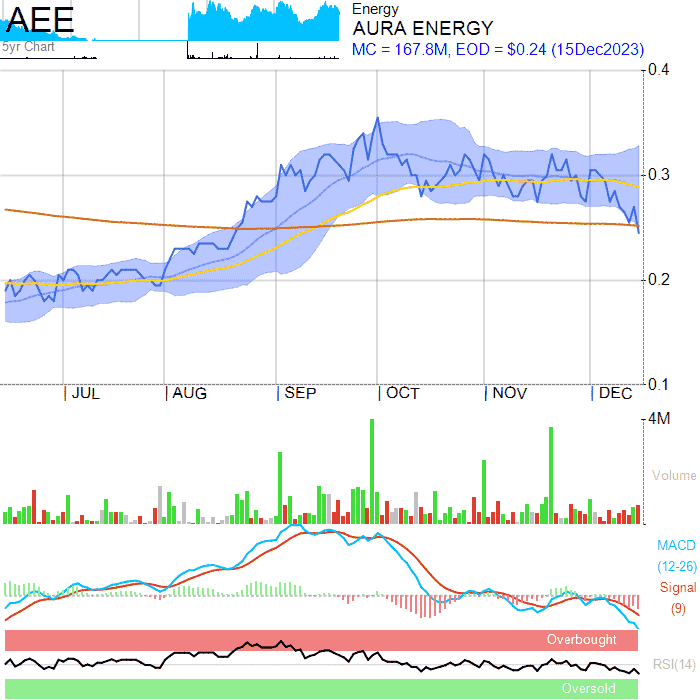 AEE
5yr Chart
Energy
AURA ENERGY
MC = 167.8M, EOD = $0.24 (15Dec2023)
0.4
0.3
0.2
0.1
JUL AUG SEP OCT NOV DEC
4M
Volume
MACD
(12-26)
Signal
(9)
Overbought
RSI(14)
Oversold